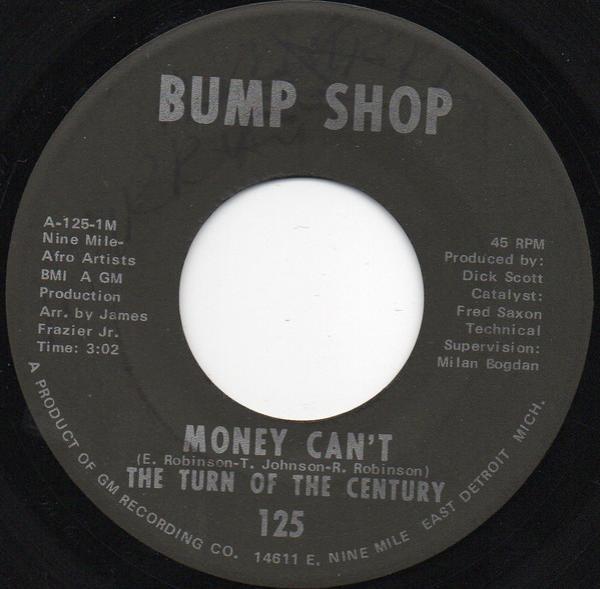 BUMP SHOP
A-125-1M
Nine Mile-
Afro Artists
BMI A GM
Production
Arr. by James
Frazier Jr.
Time: 3:02
45 RPM
Produced by:
Dick Scott
Catalyst:
Fred Saxon
Technical
Supervision:
Milan Bogdan
MONEY CAN'T
(E. Robinson-T. Johnson-R. Robinson)
THE TURN OF THE CENTURY
125
A PRODUCT OF GM RECORDING CO. 14611 E. NINE MILE EAST DETROIT MICH.